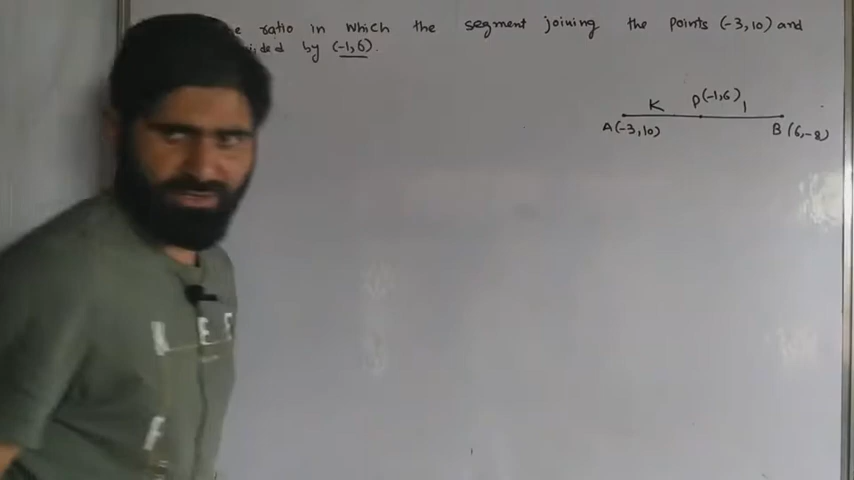 ratio in which the segment joining the points (-3,10) and
by (-1,6).
K P(-1,6) 1
A(-3,10) B(6,-8)